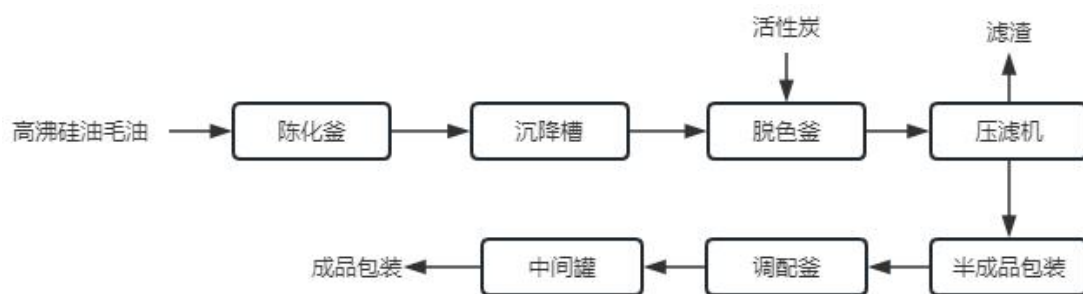 活性炭
滤渣
高沸硅油毛油
陈化釜
沉降槽
脱色釜
压滤机
成品包装
中间罐
调配釜
半成品包装